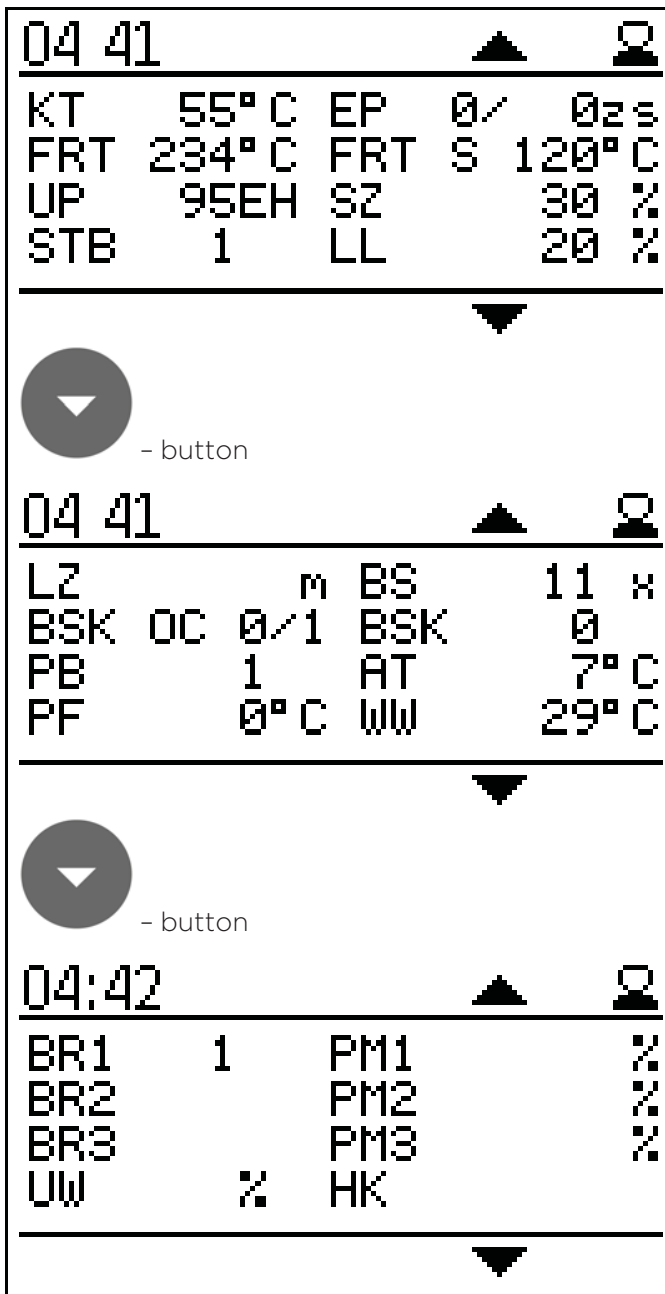 04 41
KT 55°C EP 0/ 0zs
FRT 234°C FRT S 120°C
UP 95EH SZ 30 %
STB 1 LL 20 %
- button
04 41
LZ m BS 11 x
BSK OC 0/1 BSK 0
PB 1 AT 7°C
PF 0°C WW 29°C
- button
04:42
BR1 1 PM1 %
BR2 PM2 %
BR3 PM3 %
UW % HK